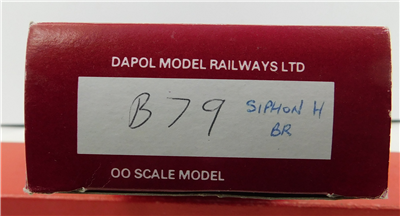 DAPOL MODEL RAILWAYS LTD
B79 SIPHON H
BR
OO SCALE MODEL